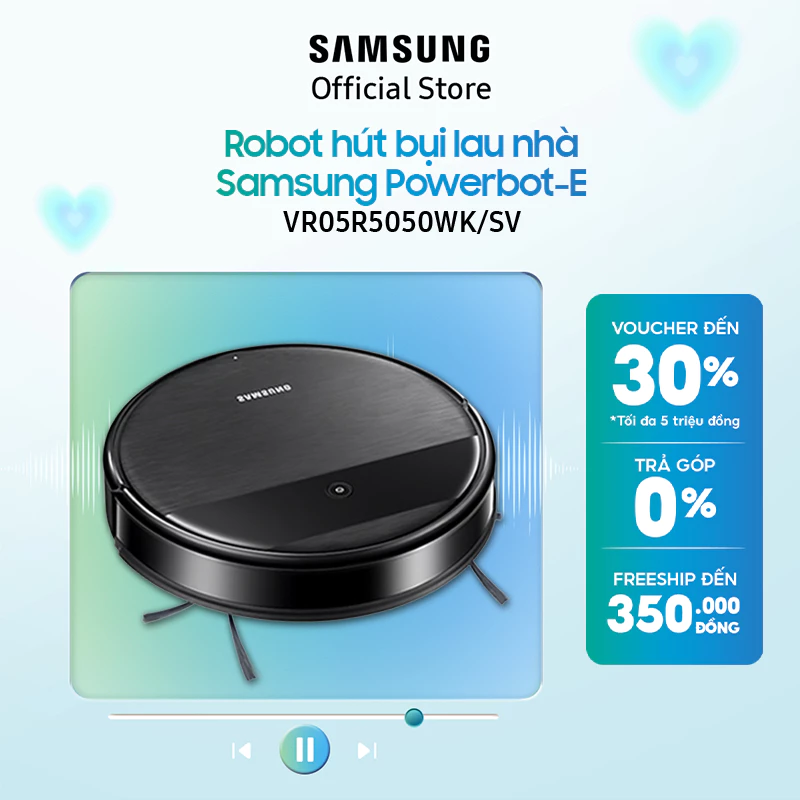 SAMSUNG
Official Store
Robot hút bụi lau nhà
Samsung Powerbot-E
VR05R5050WK/SV
SAMSUNG
VOUCHER ĐẾN
30%
*Tối đa 5 triệu đồng
TRẢ GÓP
0%
FREESHIP ĐẾN
350.000
ĐỒNG